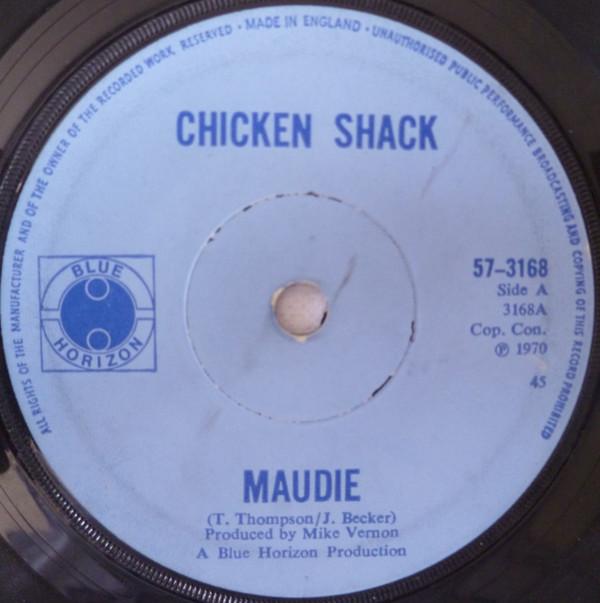 ALL RIGHTS OF THE MANUFACTURER AND OF THE OWNER OF THE RECORDED WORK RESERVED · MADE IN ENGLAND · UNAUTHORISED PUBLIC PERFORMANCE BROADCASTING AND COPYING OF THIS RECORD PROHIBITED
CHICKEN SHACK
BLUE
HORIZON
57-3168
Side A
3168A
Cop. Con.
℗ 1970
45
MAUDIE
(T. Thompson/J. Becker)
Produced by Mike Vernon
A Blue Horizon Production